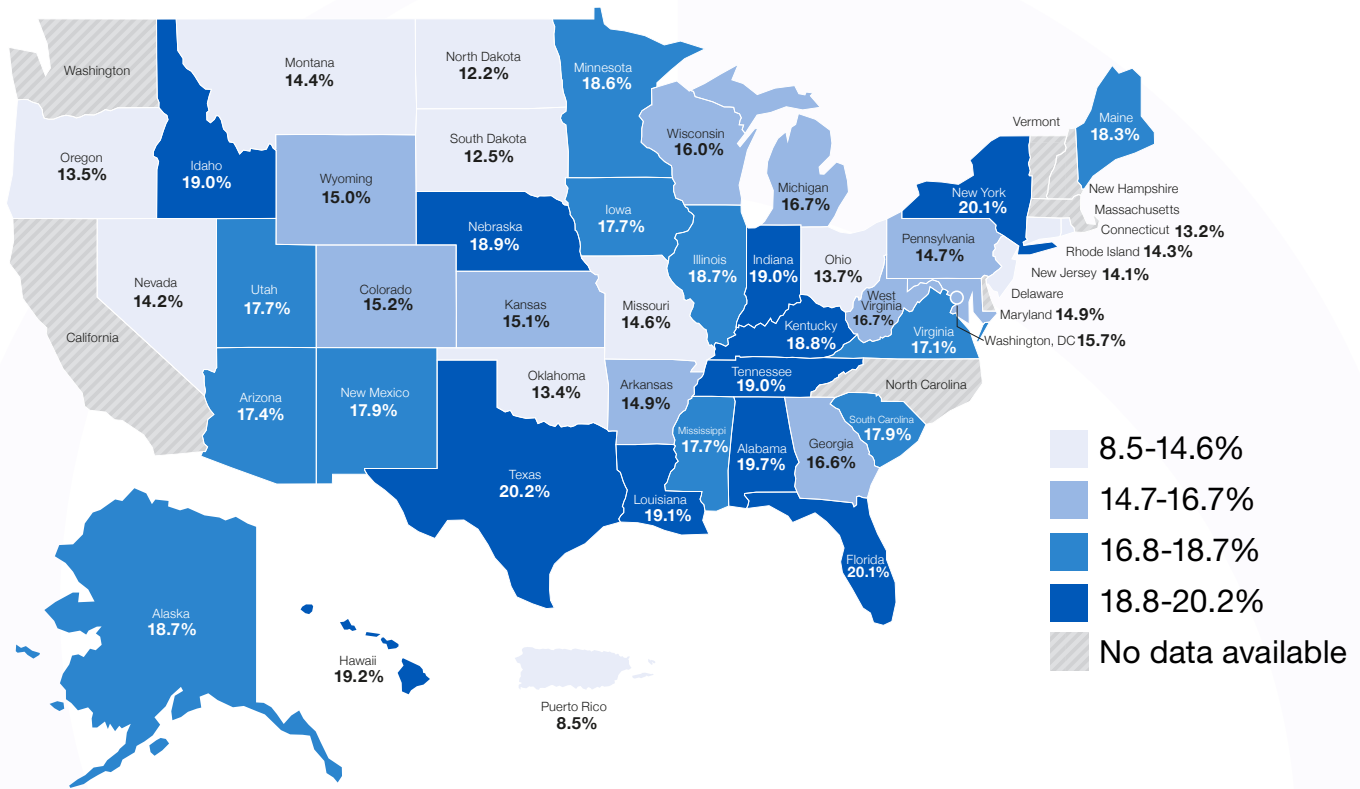 Washington
Montana
14.4%
North Dakota
12.2%
Minnesota
18.6%
Oregon
13.5%
Idaho
19.0%
Wyoming
15.0%
South Dakota
12.5%
Wisconsin
16.0%
Michigan
16.7%
Vermont
Maine
18.3%
New York
20.1%
New Hampshire
Massachusetts
Connecticut 13.2%
Rhode Island 14.3%
New Jersey 14.1%
Delaware
Maryland 14.9%
Washington, DC 15.7%
Nevada
14.2%
Utah
17.7%
Colorado
15.2%
Nebraska
18.9%
Iowa
17.7%
Kansas
15.1%
Missouri
14.6%
Illinois
18.7%
Indiana
19.0%
Ohio
13.7%
Pennsylvania
14.7%
West
Virginia
16.7%
Virginia
17.1%
Kentucky
18.8%
California
Arizona
17.4%
New Mexico
17.9%
Oklahoma
13.4%
Arkansas
14.9%
Tennessee
19.0%
North Carolina
South Carolina
17.9%
Mississippi
17.7%
Alabama
19.7%
Georgia
16.6%
Texas
20.2%
Louisiana
19.1%
Florida
20.1%
Alaska
18.7%
Hawaii
19.2%
Puerto Rico
8.5%
8.5-14.6%
14.7-16.7%
16.8-18.7%
18.8-20.2%
No data available